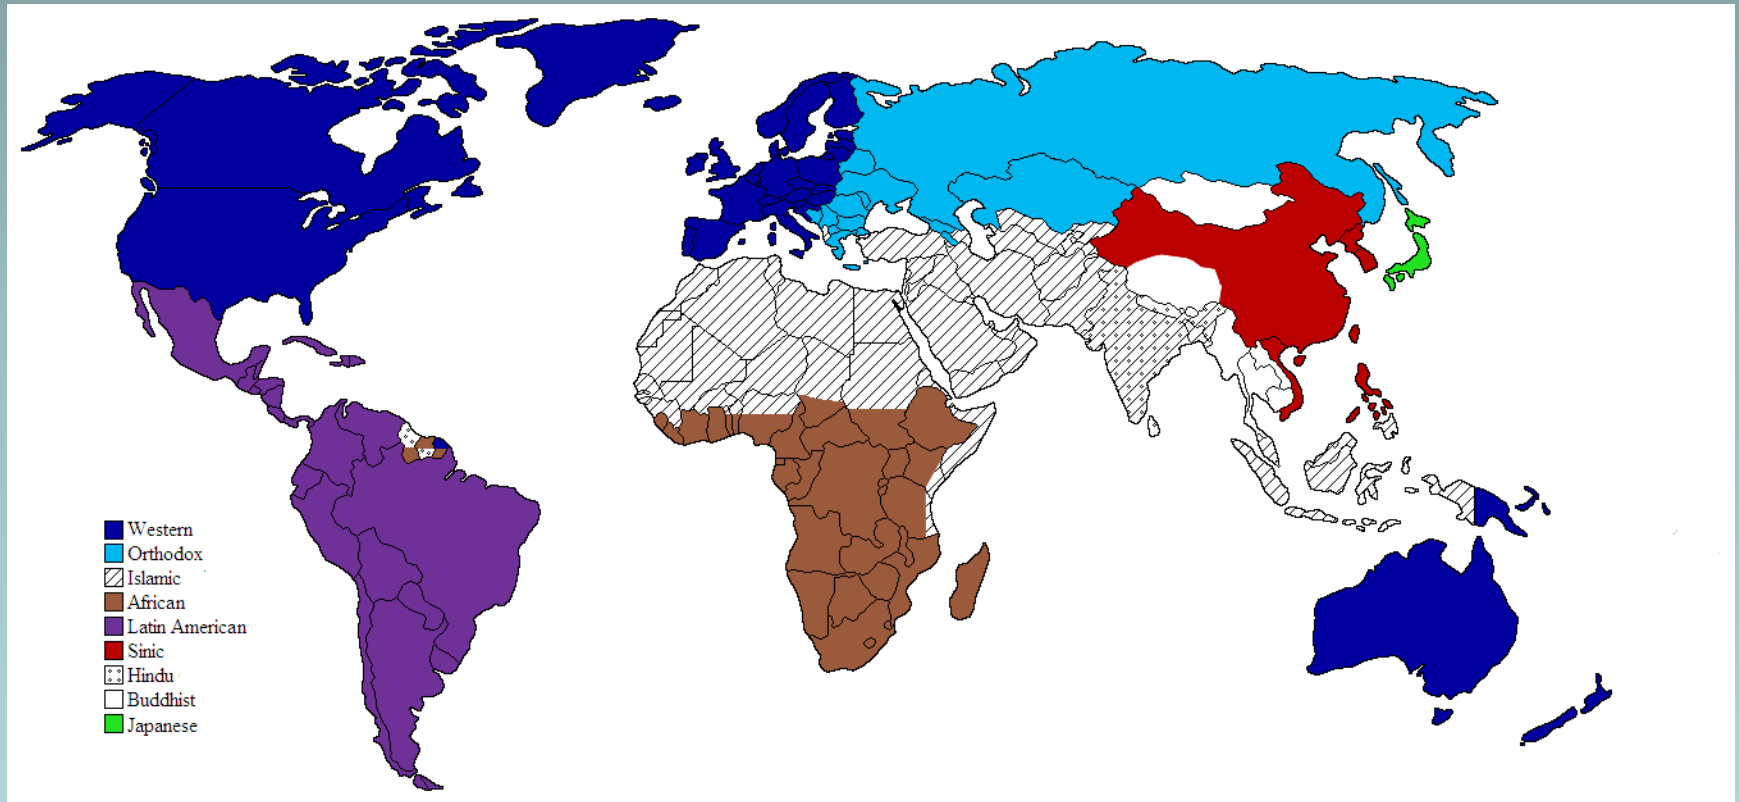 Western
Orthodox
Islamic
African
Latin American
Sinic
Hindu
Buddhist
Japanese